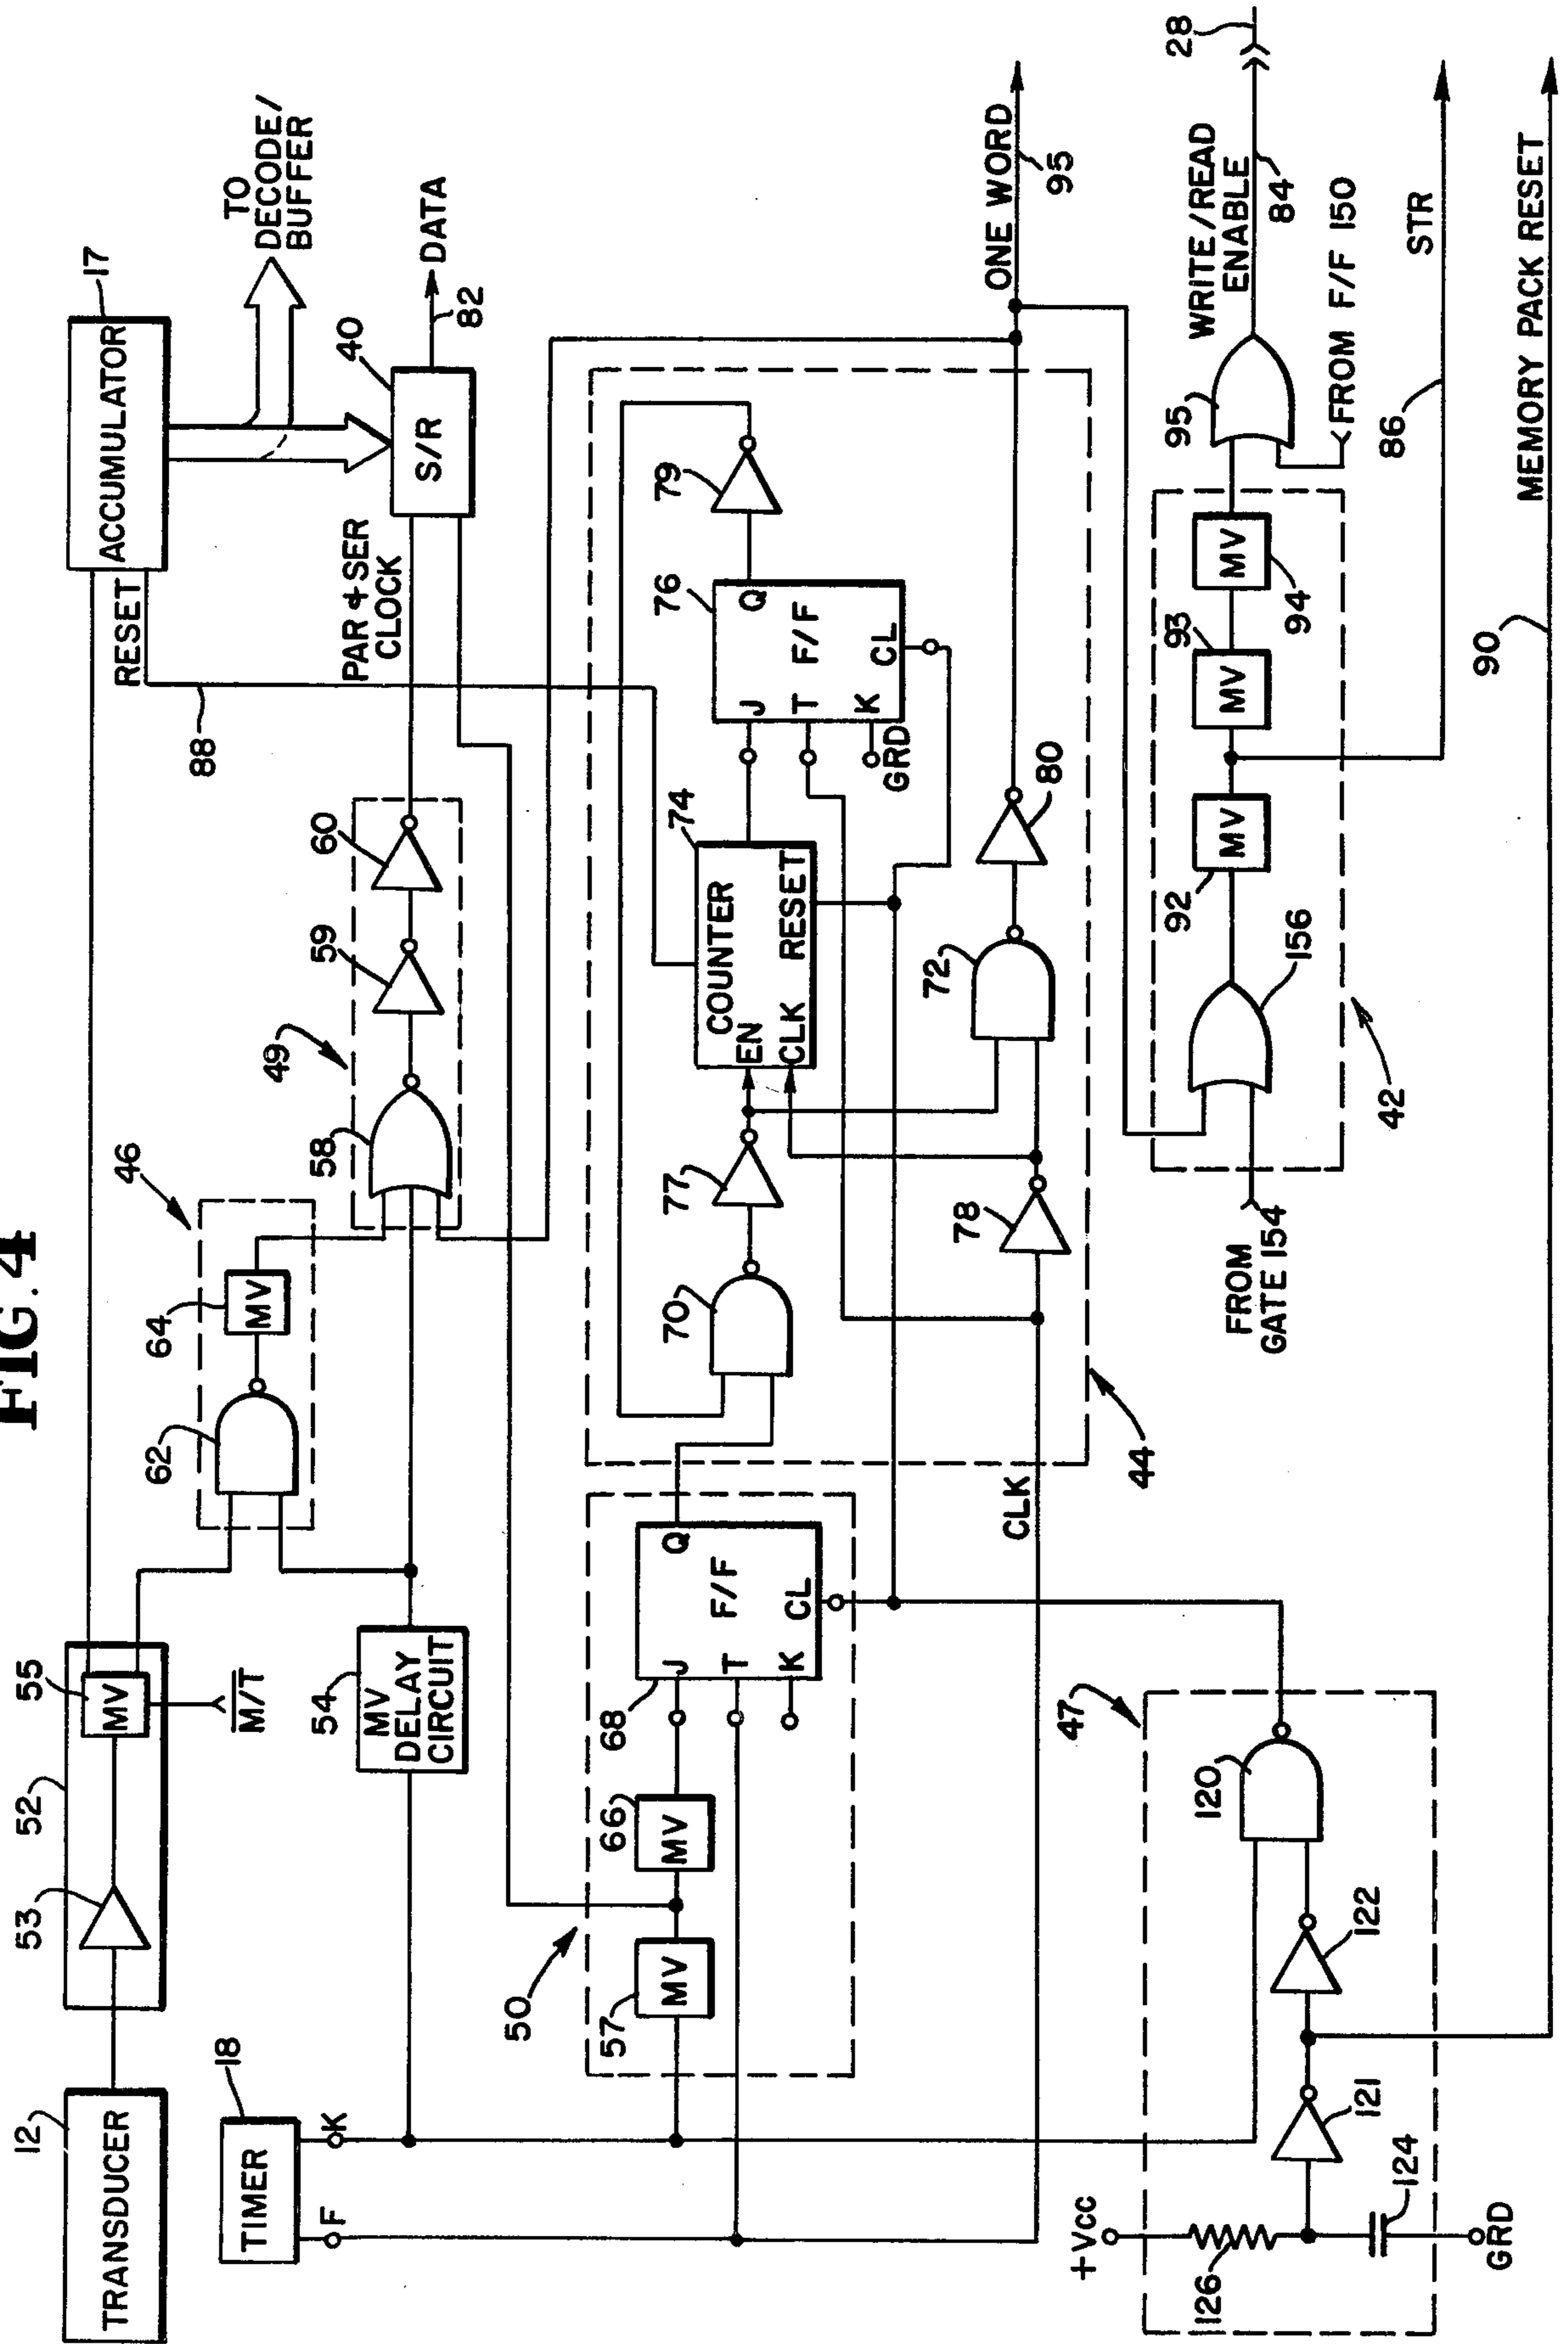 FIG. 4
12
TRANSDUCER
53
52
55
MV
M/T
46
62
64
MV
17
ACCUMULATOR
RESET
88
TO
DECODE/
BUFFER
18
TIMER
F
K
54
MV
DELAY
CIRCUIT
49
58
59
60
PAR & SER
CLOCK
40
S/R
DATA
82
50
57
MV
66
MV
68
J
T
K
Q
F/F
CL
70
77
74
COUNTER
EN
CLK
RESET
76
J
T
K
GRD
Q
F/F
CL
79
CLK
78
72
80
44
ONE WORD
95
47
+Vcc
126
124
GRD
121
122
120
FROM
GATE 154
156
42
92
MV
93
MV
94
MV
95
WRITE/READ
ENABLE
84
28
FROM F/F 150
86
STR
90
MEMORY PACK RESET